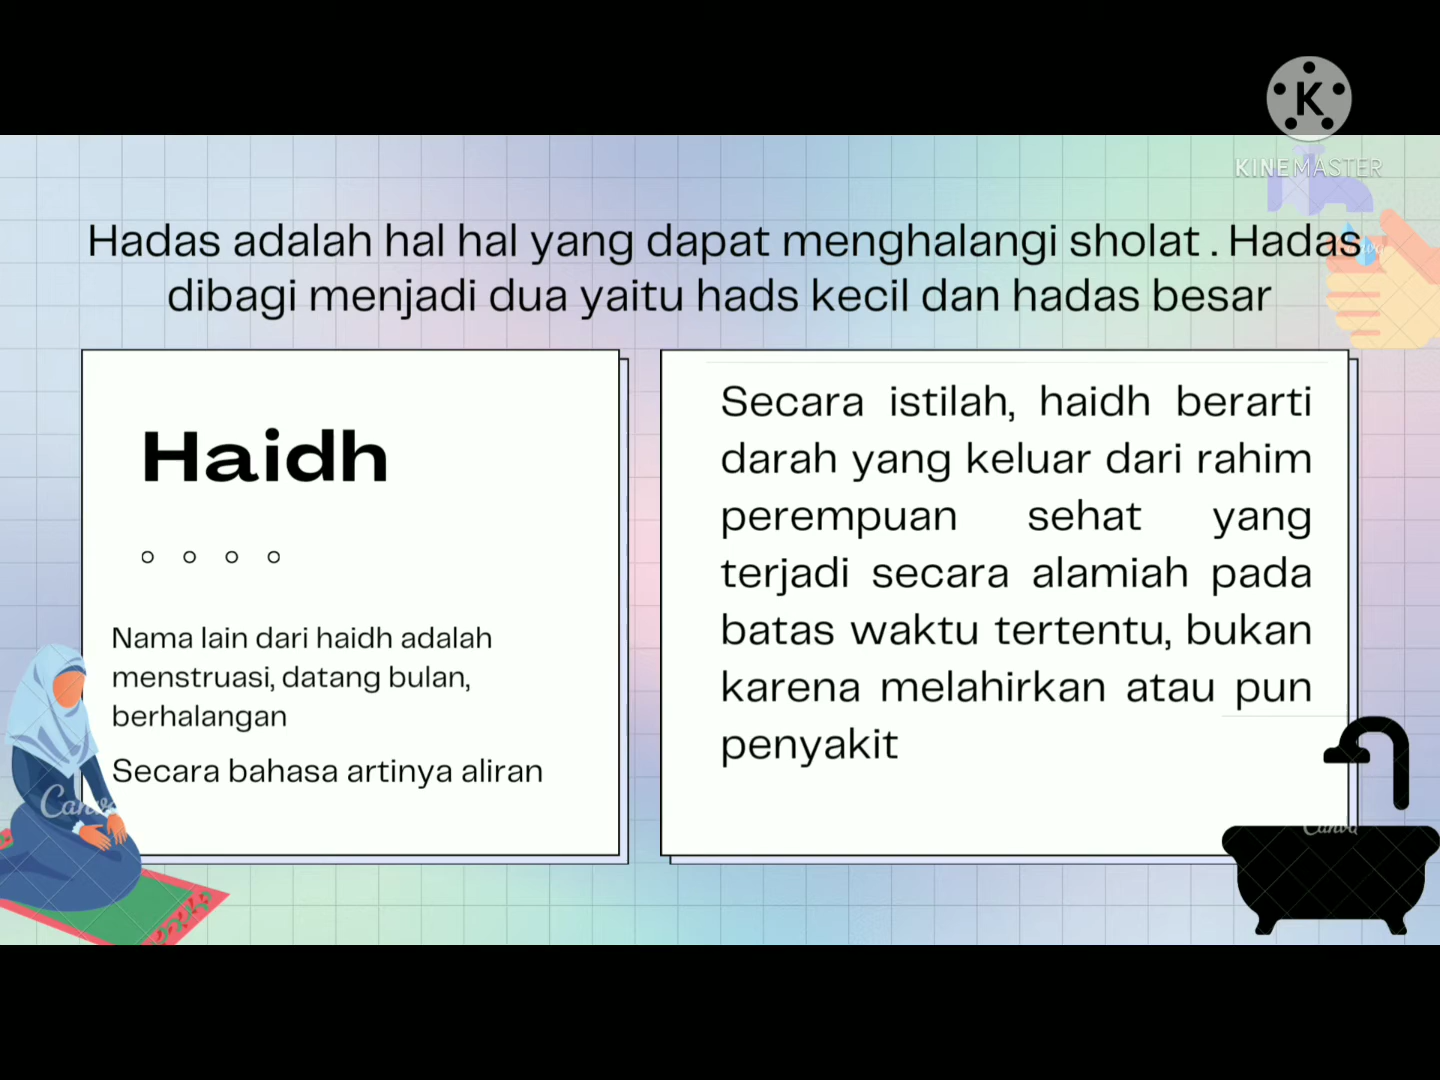 KINEMASTER
Hadas adalah hal hal yang dapat menghalangi sholat . Hadas
dibagi menjadi dua yaitu hads kecil dan hadas besar
Haidh
Nama lain dari haidh adalah
menstruasi, datang bulan,
berhalangan
Secara bahasa artinya aliran
Secara istilah, haidh berarti
darah yang keluar dari rahim
perempuan sehat yang
terjadi secara alamiah pada
batas waktu tertentu, bukan
karena melahirkan atau pun
penyakit
Canva
Canva